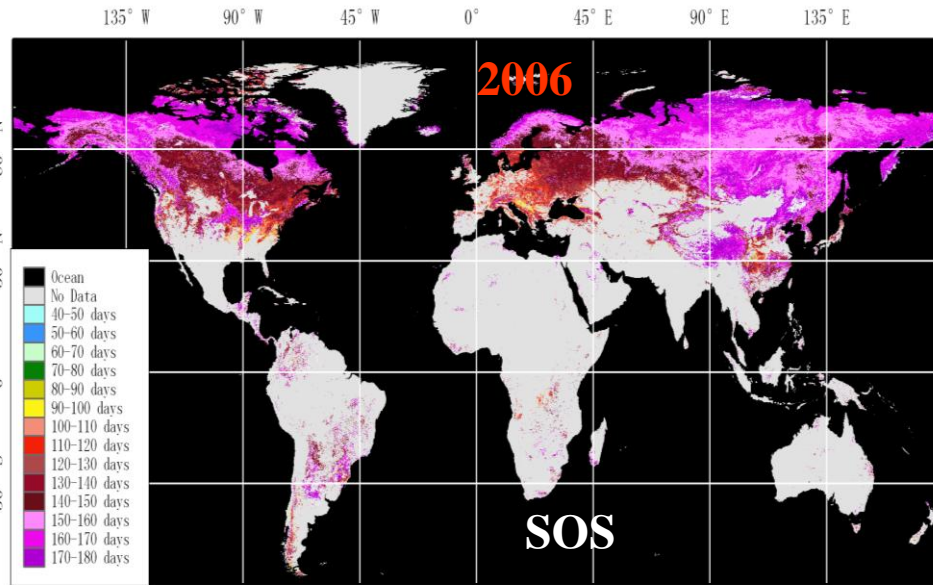 135° W 90° W 45° W 0° 45° E 90° E 135° E
2006
N
N
Ocean
No Data
40-50 days
50-60 days
60-70 days
70-80 days
80-90 days
90-100 days
100-110 days
110-120 days
120-130 days
130-140 days
140-150 days
150-160 days
160-170 days
170-180 days
SOS